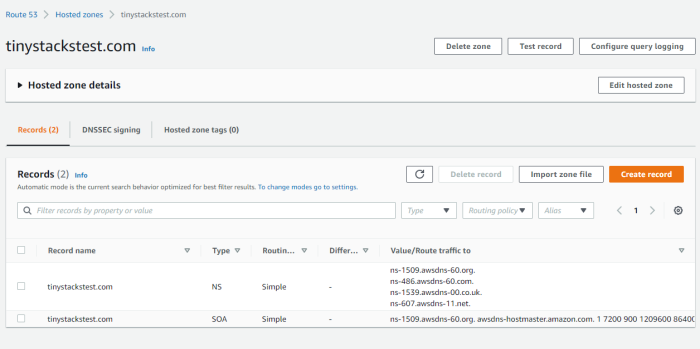 Route 53 > Hosted zones > tinystackstest.com
tinystackstest.com Info
Delete zone Test record Configure query logging
Hosted zone details
Edit hosted zone
Records (2) DNSSEC signing Hosted zone tags (0)
Records (2) Info
Delete record Import zone file Create record
Automatic mode is the current search behavior optimized for best filter results. To change modes go to settings.
Filter records by property or value Type Routing policy Alias 1
Record name Type Routin... Differ... Value/Route traffic to
tinystackstest.com NS Simple -
ns-1509.awsdns-60.org.
ns-486.awsdns-60.com.
ns-1539.awsdns-00.co.uk.
ns-607.awsdns-11.net.
tinystackstest.com SOA Simple - ns-1509.awsdns-60.org. awsdns-hostmaster.amazon.com. 1 7200 900 1209600 86400